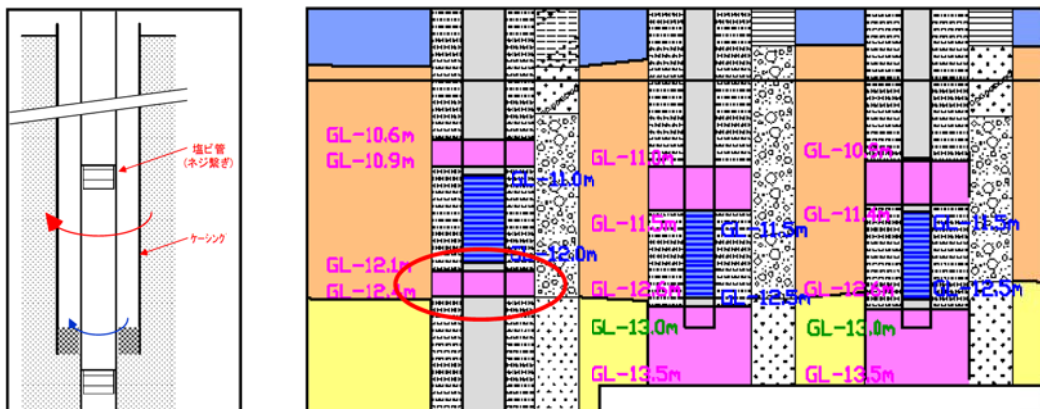 塩ビ管
(ネジ繋ぎ)
ケーシング
GL-10.6m
GL-10.9m
GL-11.0m
GL-12.0m
GL-12.1m
GL-12.4m
GL-11.0m
GL-11.5m
GL-11.5m
GL-12.6m
GL-12.5m
GL-13.0m
GL-13.5m
GL-10.9m
GL-11.4m
GL-11.5m
GL-12.6m
GL-12.5m
GL-13.0m
GL-13.5m